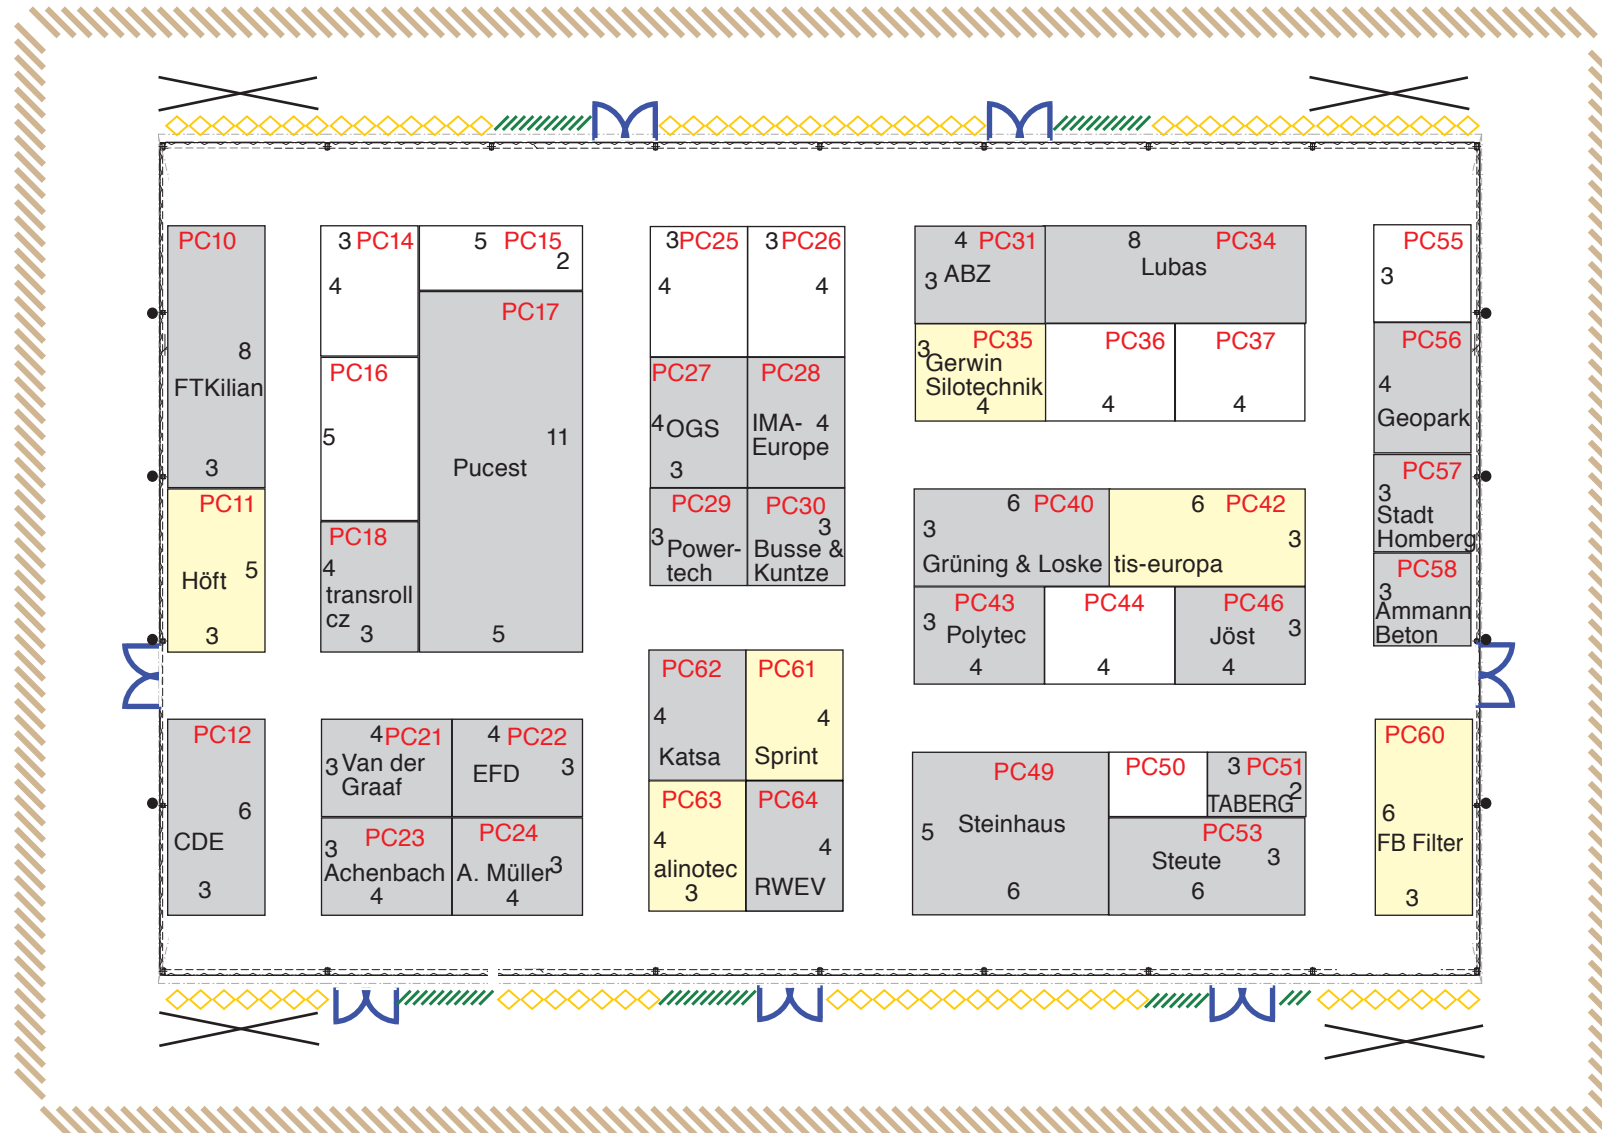 PC10
8
FTKilian
3
PC11
5
Höft
3
PC12
6
CDE
3
3 PC14
4
5 PC15
2
PC16
5
PC17
11
Pucest
5
PC18
4
transroll
cz
3
4 PC21
3 Van der
Graaf
4 PC22
EFD 3
PC23
3
Achenbach
4
PC24
A. Müller 3
4
3 PC25
4
3 PC26
4
PC27
4 OGS
3
PC28
IMA- 4
Europe
PC29
3 Power-
tech
PC30
3
Busse &
Kuntze
PC62
4
Katsa
PC61
4
Sprint
PC63
4
alinotec
3
PC64
4
RWEV
4 PC31
3 ABZ
8 PC34
Lubas
PC35
3
Gerwin
Silotechnik
4
PC36
4
PC37
4
6 PC40
3
Grüning & Loske
6 PC42
3
tis-europa
PC43
3 Polytec
4
PC44
4
PC46
Jöst 3
4
PC49
5 Steinhaus
6
PC50
3 PC51
2
TABERG
PC53
Steute 3
6
PC55
3
PC56
4
Geopark
PC57
3
Stadt
Homberg
PC58
3
Ammann
Beton
PC60
6
FB Filter
3